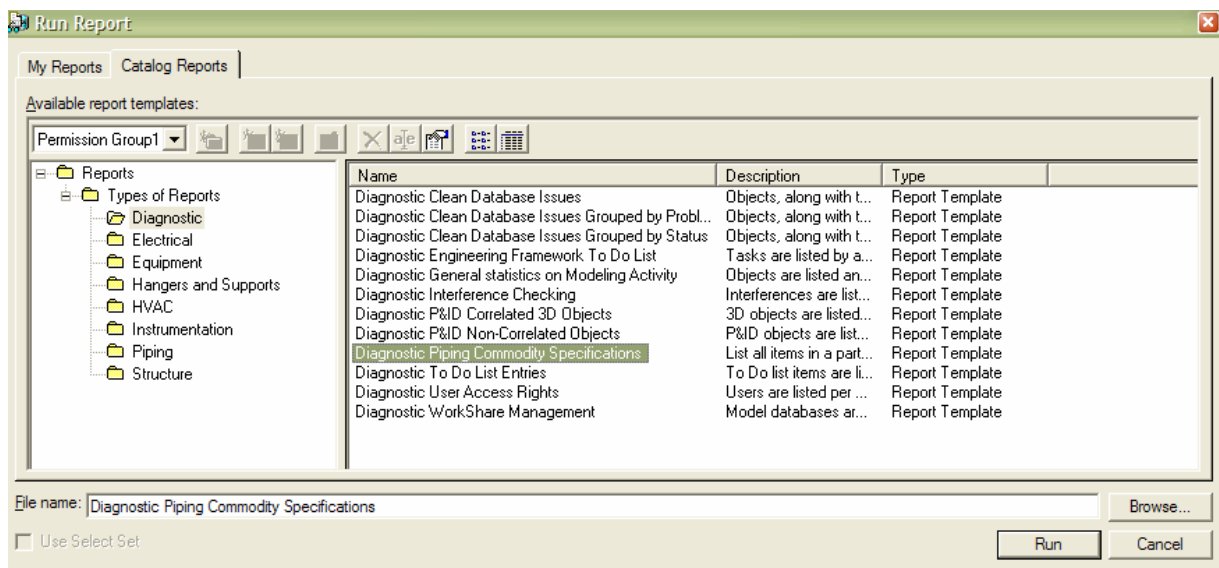 Run Report
My Reports Catalog Reports
Available report templates:
Permission Group1
Reports
Types of Reports
Diagnostic
Electrical
Equipment
Hangers and Supports
HVAC
Instrumentation
Piping
Structure
Name Description Type
Diagnostic Clean Database Issues Objects, along with t... Report Template
Diagnostic Clean Database Issues Grouped by Probl... Objects, along with t... Report Template
Diagnostic Clean Database Issues Grouped by Status Objects, along with t... Report Template
Diagnostic Engineering Framework To Do List Tasks are listed by a... Report Template
Diagnostic General statistics on Modeling Activity Objects are listed an... Report Template
Diagnostic Interference Checking Interferences are list... Report Template
Diagnostic P&ID Correlated 3D Objects 3D objects are listed... Report Template
Diagnostic P&ID Non-Correlated Objects P&ID objects are list... Report Template
Diagnostic Piping Commodity Specifications List all items in a part... Report Template
Diagnostic To Do List Entries To Do list items are li... Report Template
Diagnostic User Access Rights Users are listed per ... Report Template
Diagnostic WorkShare Management Model databases ar... Report Template
File name: Diagnostic Piping Commodity Specifications Browse...
Use Select Set Run Cancel